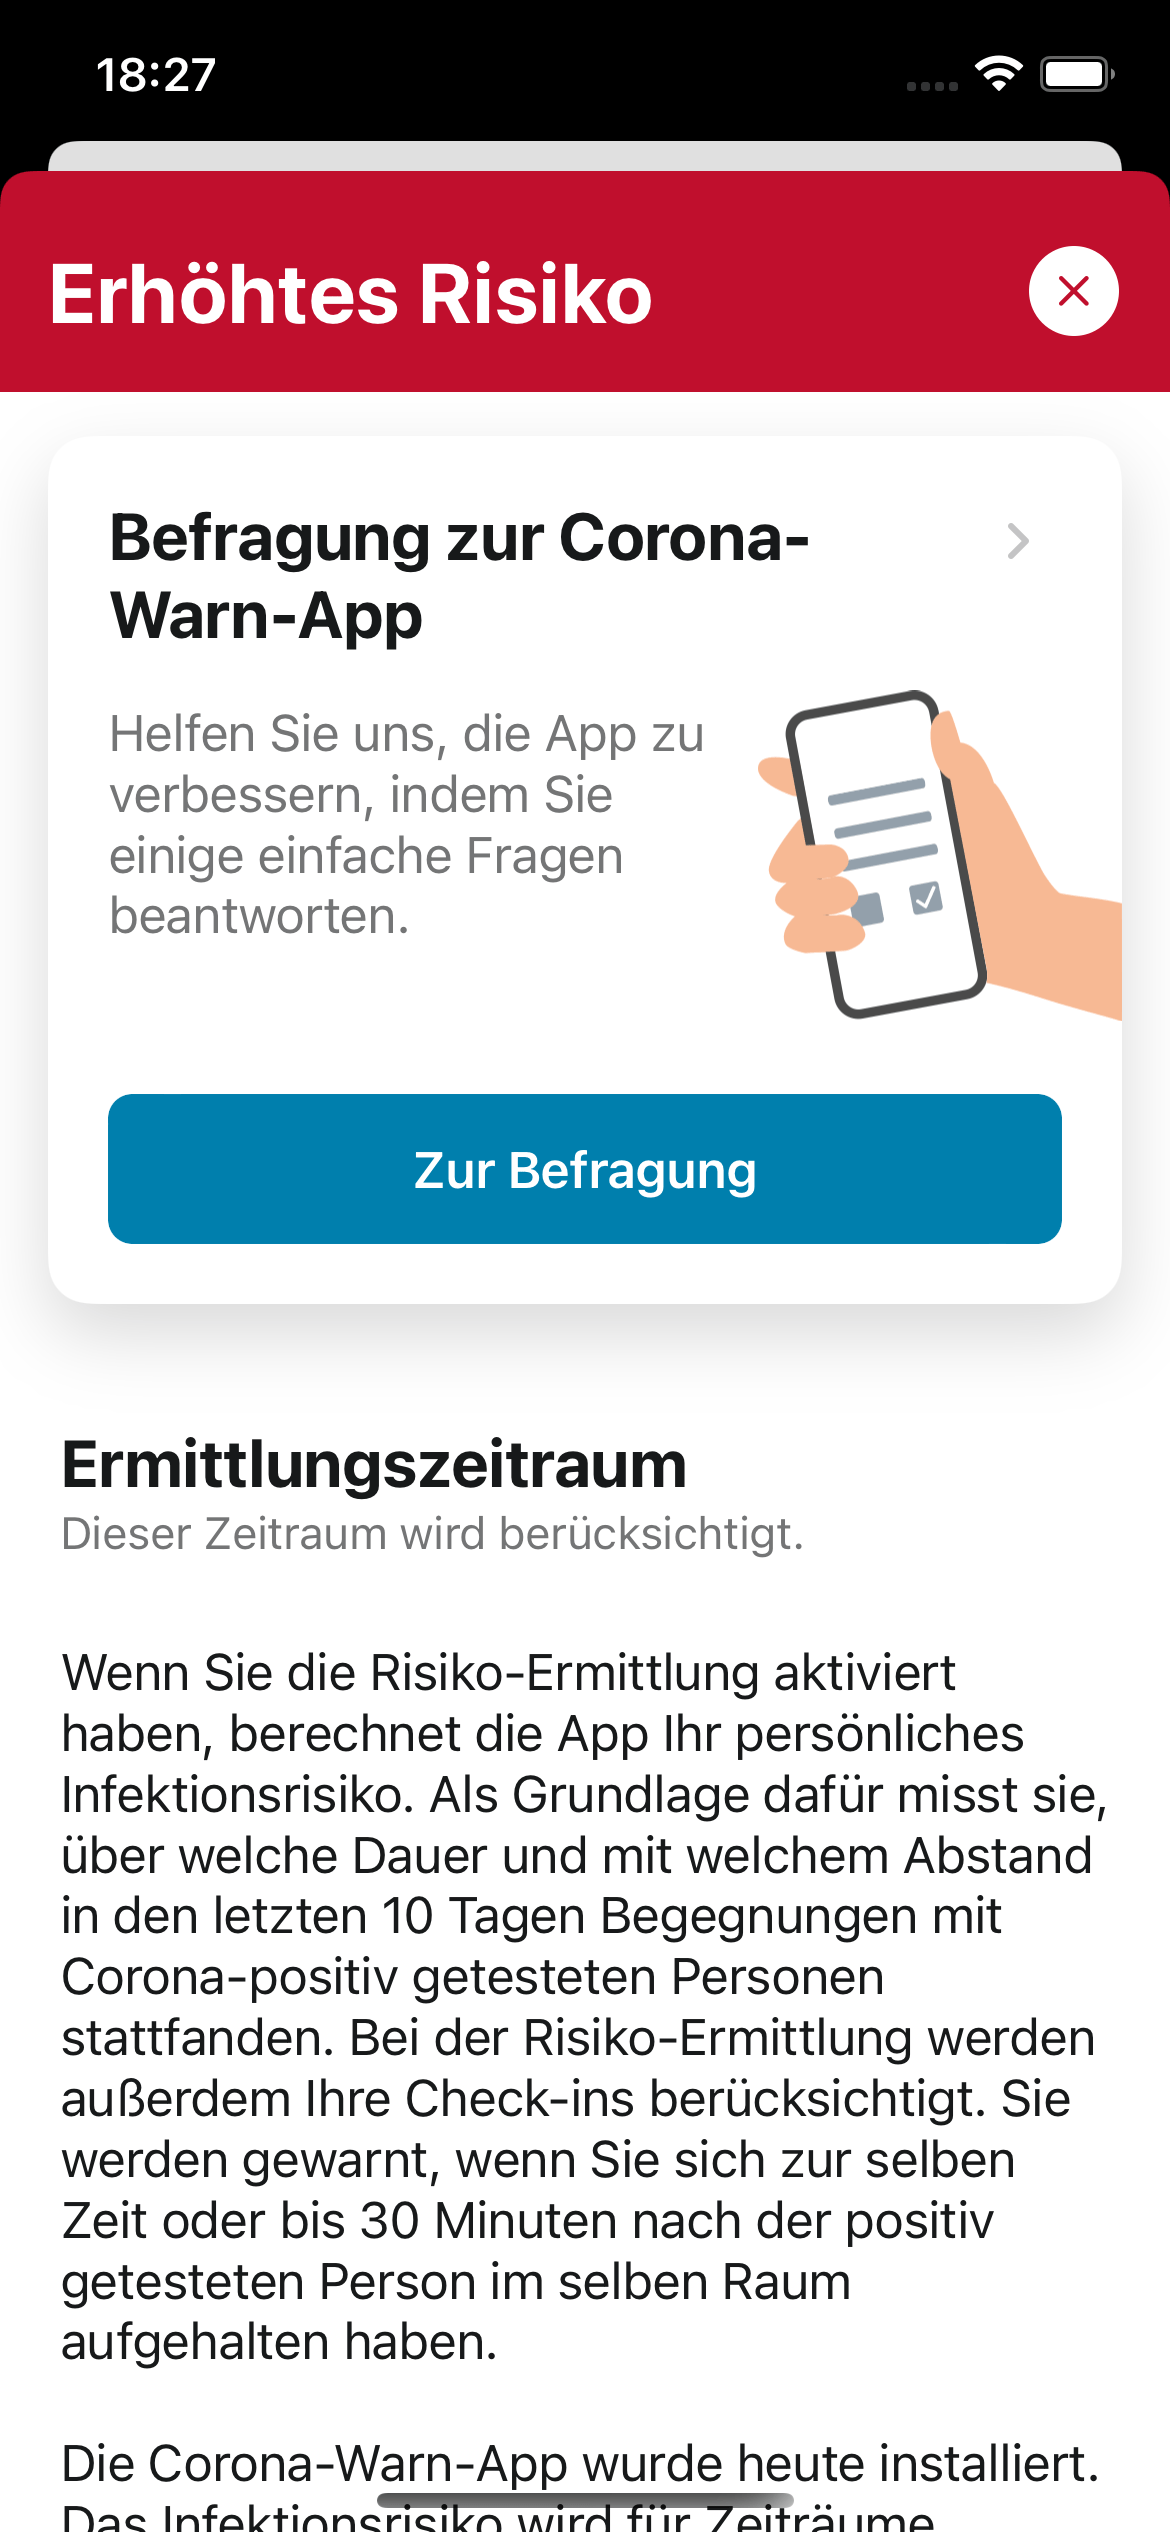 18:27
Erhöhtes Risiko
Befragung zur Corona-
Warn-App
Helfen Sie uns, die App zu
verbessern, indem Sie
einige einfache Fragen
beantworten.
Zur Befragung
Ermittlungszeitraum
Dieser Zeitraum wird berücksichtigt.
Wenn Sie die Risiko-Ermittlung aktiviert
haben, berechnet die App Ihr persönliches
Infektionsrisiko. Als Grundlage dafür misst sie,
über welche Dauer und mit welchem Abstand
in den letzten 10 Tagen Begegnungen mit
Corona-positiv getesteten Personen
stattfanden. Bei der Risiko-Ermittlung werden
außerdem Ihre Check-ins berücksichtigt. Sie
werden gewarnt, wenn Sie sich zur selben
Zeit oder bis 30 Minuten nach der positiv
getesteten Person im selben Raum
aufgehalten haben.
Die Corona-Warn-App wurde heute installiert.
Das Infektionsrisiko wird für Zeiträume